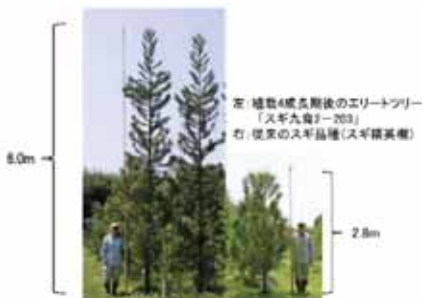 左:植栽4成長期後のエリートツリー
「スギ九育2-203」
右:従来のスギ品種(スギ精英樹)
6.0m
2.8m